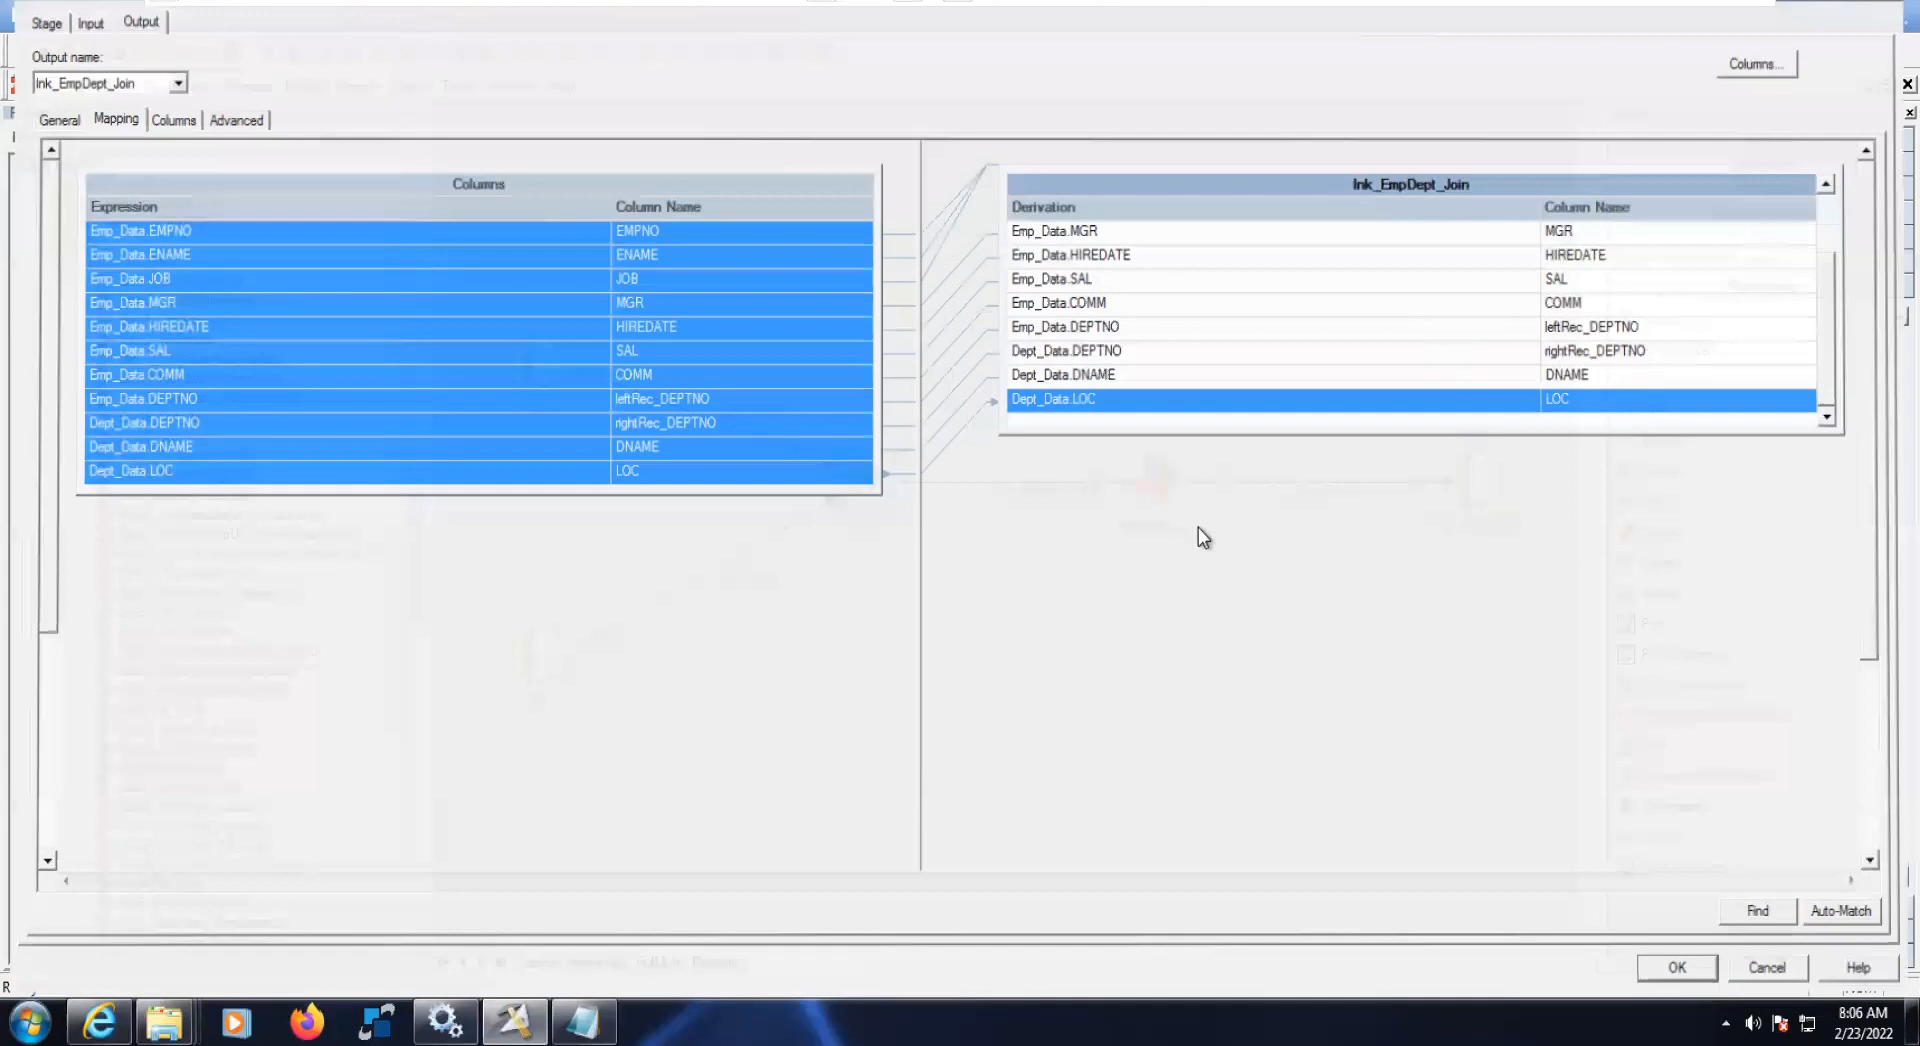 Stage Input Output
Output name:
lnk_EmpDept_Join
Columns...
General Mapping Columns Advanced
Columns
Expression Column Name
Emp_Data.EMPNO EMPNO
Emp_Data.ENAME ENAME
Emp_Data.JOB JOB
Emp_Data.MGR MGR
Emp_Data.HIREDATE HIREDATE
Emp_Data.SAL SAL
Emp_Data.COMM COMM
Emp_Data.DEPTNO leftRec_DEPTNO
Dept_Data.DEPTNO rightRec_DEPTNO
Dept_Data.DNAME DNAME
Dept_Data.LOC LOC
lnk_EmpDept_Join
Derivation Column Name
Emp_Data.MGR MGR
Emp_Data.HIREDATE HIREDATE
Emp_Data.SAL SAL
Emp_Data.COMM COMM
Emp_Data.DEPTNO leftRec_DEPTNO
Dept_Data.DEPTNO rightRec_DEPTNO
Dept_Data.DNAME DNAME
Dept_Data.LOC LOC
Find Auto-Match
OK Cancel Help
R
8:06 AM
2/23/2022